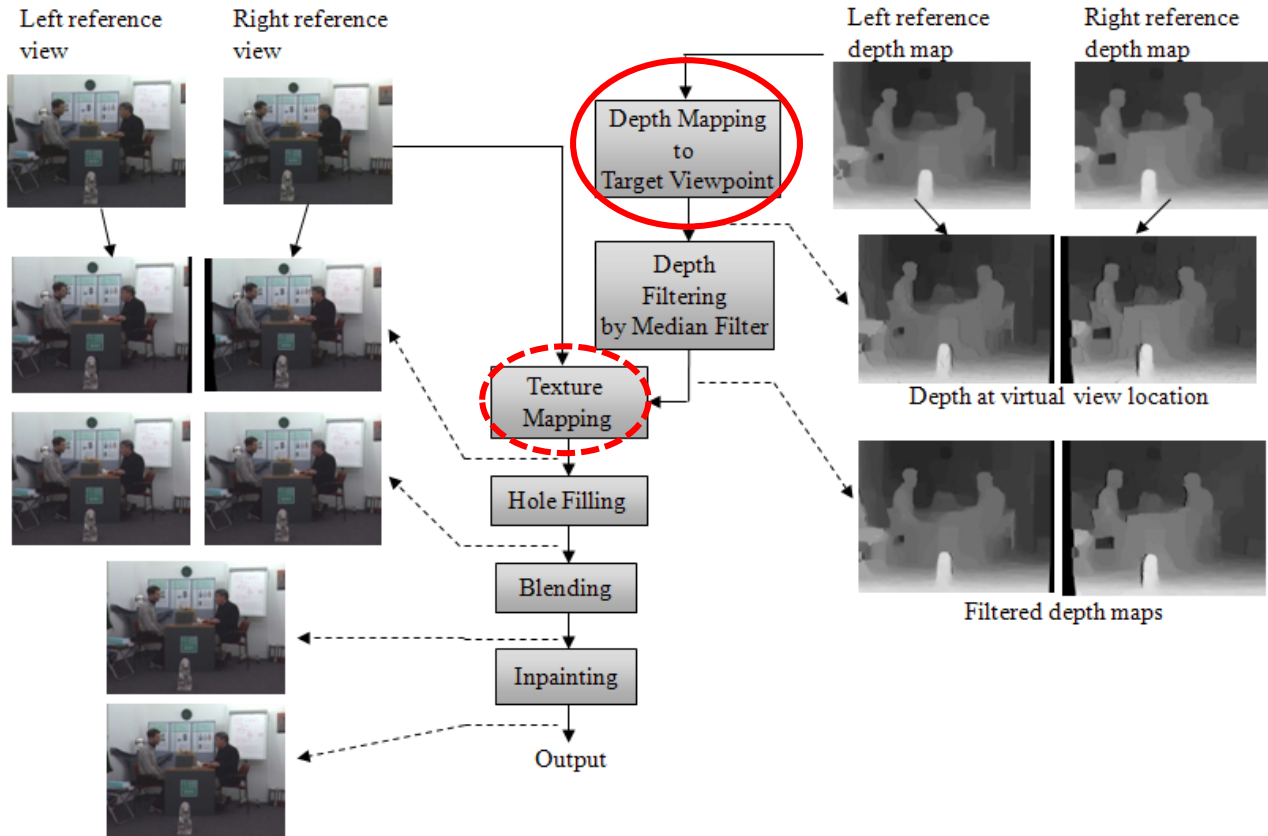 Left reference
view
Right reference
view
Left reference
depth map
Right reference
depth map
Depth Mapping
to
Target Viewpoint
Depth
Filtering
by Median Filter
Texture
Mapping
Depth at virtual view location
Hole Filling
Blending
Filtered depth maps
Inpainting
Output